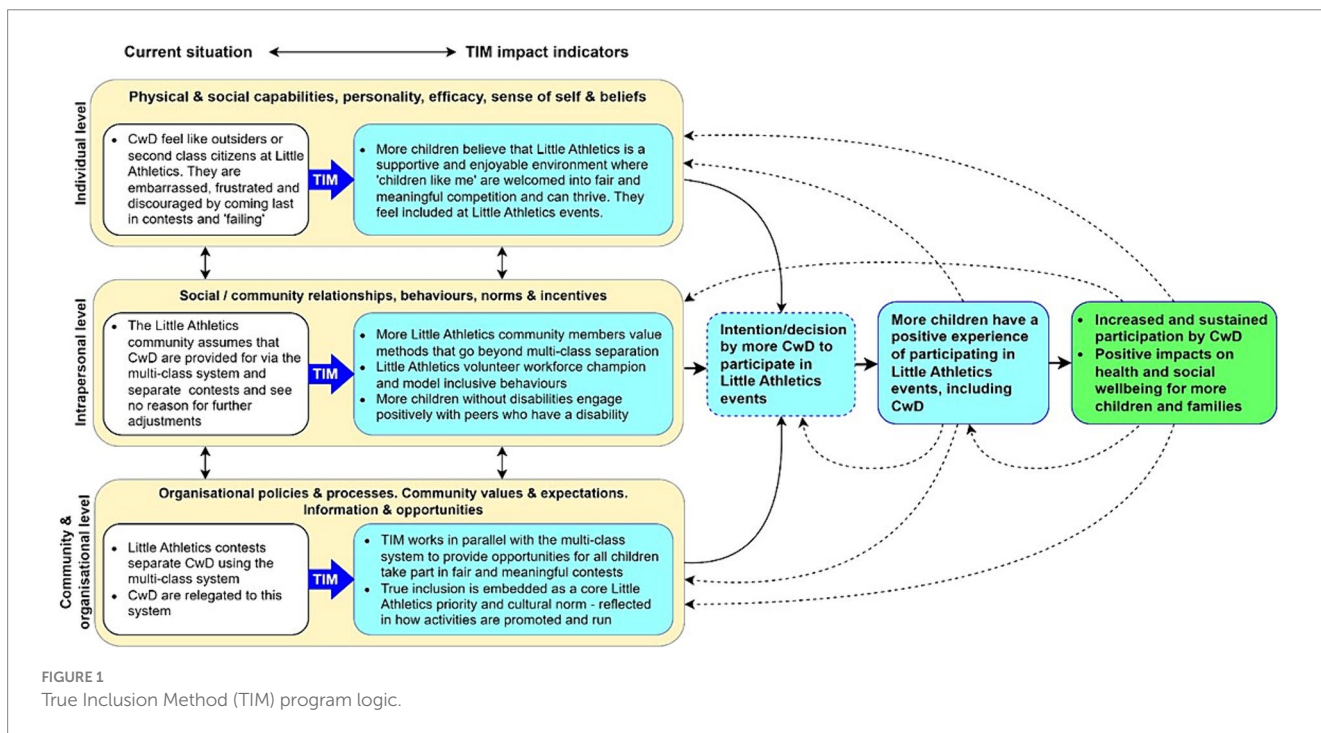 Current situation
TIM impact indicators
Individual level
Physical & social capabilities, personality, efficacy, sense of self & beliefs
• CwD feel like outsiders or
second class citizens at Little
Athletics. They are
embarrassed, frustrated and
discouraged by coming last
in contests and 'failing'
TIM
• More children believe that Little Athletics is a
supportive and enjoyable environment where
'children like me' are welcomed into fair and
meaningful competition and can thrive. They
feel included at Little Athletics events.
Intrapersonal level
Social / community relationships, behaviours, norms & incentives
• The Little Athletics
community assumes that
CwD are provided for via the
multi-class system and
separate contests and see
no reason for further
adjustments
TIM
• More Little Athletics community members value
methods that go beyond multi-class separation
• Little Athletics volunteer workforce champion
and model inclusive behaviours
• More children without disabilities engage
positively with peers who have a disability
Community &
organisational level
Organisational policies & processes. Community values & expectations.
Information & opportunities
• Little Athletics contests
separate CwD using the
multi-class system
• CwD are relegated to this
system
TIM
• TIM works in parallel with the multi-class
system to provide opportunities for all children
take part in fair and meaningful contests
• True inclusion is embedded as a core Little
Athletics priority and cultural norm - reflected
in how activities are promoted and run
Intention/decision
by more CwD to
participate in
Little Athletics
events
More children have a
positive experience
of participating in
Little Athletics
events, including
CwD
• Increased and sustained
participation by CwD
• Positive impacts on
health and social
wellbeing for more
children and families
FIGURE 1
True Inclusion Method (TIM) program logic.